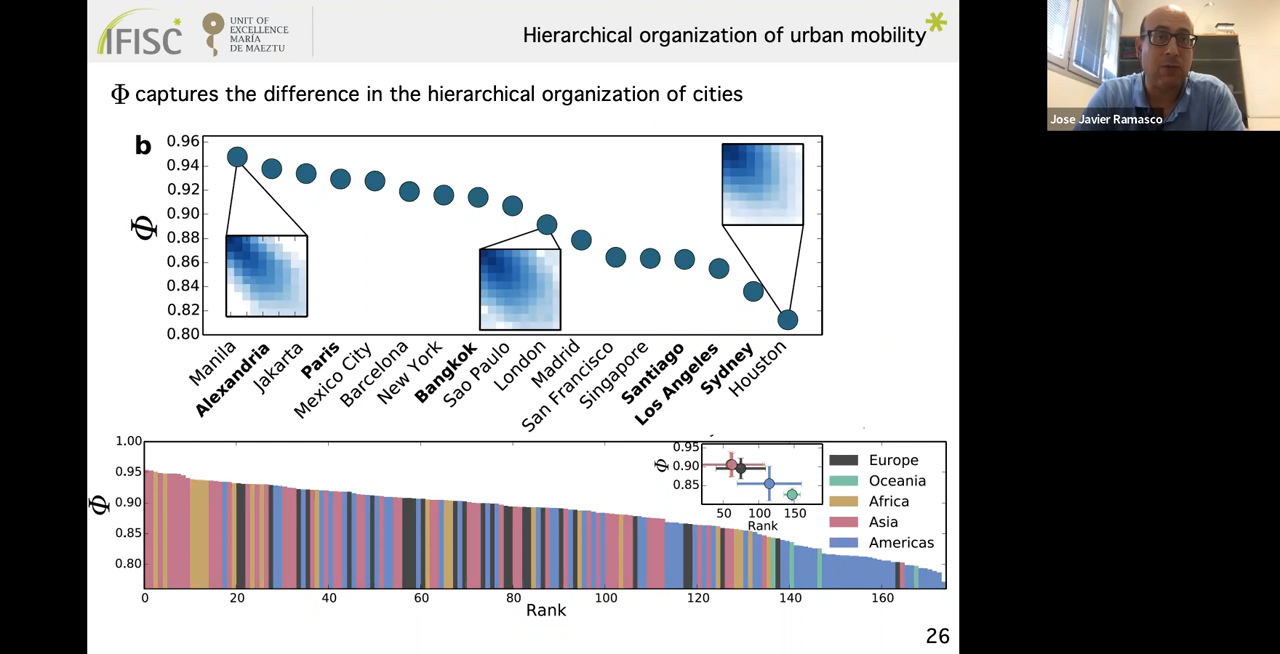 IFISC
UNIT OF
EXCELLENCE
MARÍA
DE MAEZTU
Hierarchical organization of urban mobility*
Jose Javier Ramasco
Φ captures the difference in the hierarchical organization of cities
b
0.96
0.94
0.92
0.90
0.88
0.86
0.84
0.82
0.80
Φ
Manila
Alexandria
Jakarta
Paris
Mexico City
Barcelona
New York
Bangkok
Sao Paulo
London
Madrid
San Francisco
Singapore
Santiago
Los Angeles
Sydney
Houston
1.00
0.95
0.90
0.85
0.80
Φ
0 20 40 60 80 100 120 140 160
Rank
0.95
0.90
0.85
Φ
50 100 150
Rank
Europe
Oceania
Africa
Asia
Americas
26